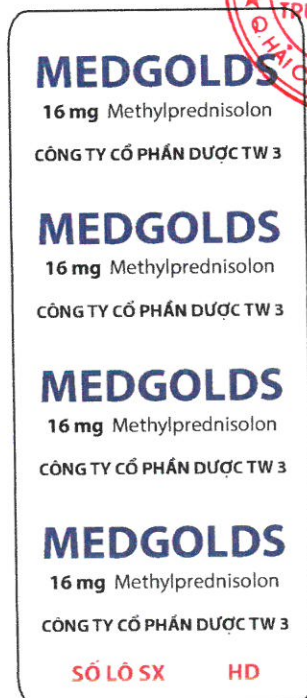 MEDGOLDS
16 mg Methylprednisolon
CÔNG TY CỔ PHẦN DƯỢC TW 3
MEDGOLDS
16 mg Methylprednisolon
CÔNG TY CỔ PHẦN DƯỢC TW 3
MEDGOLDS
16 mg Methylprednisolon
CÔNG TY CỔ PHẦN DƯỢC TW 3
MEDGOLDS
16 mg Methylprednisolon
CÔNG TY CỔ PHẦN DƯỢC TW 3
SỐ LÔ SX HD